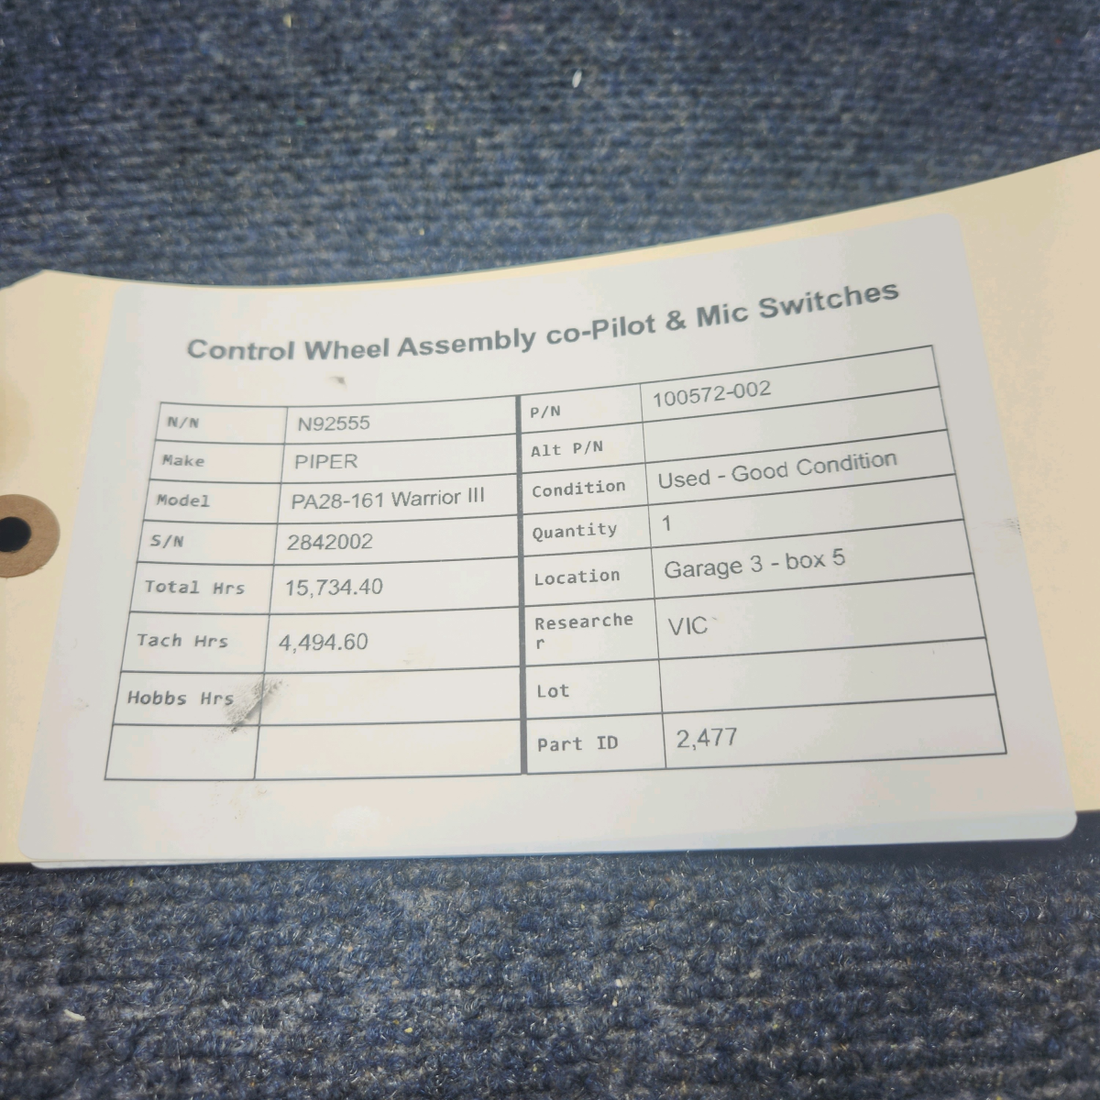 Control Wheel Assembly co-Pilot & Mic Switches
N/N N92555 P/N 100572-002
Make PIPER Alt P/N
Model PA28-161 Warrior III Condition Used - Good Condition
S/N 2842002 Quantity 1
Total Hrs 15,734.40 Location Garage 3 - box 5
Tach Hrs 4,494.60 Researche
r VIC
Hobbs Hrs Lot
Part ID 2,477